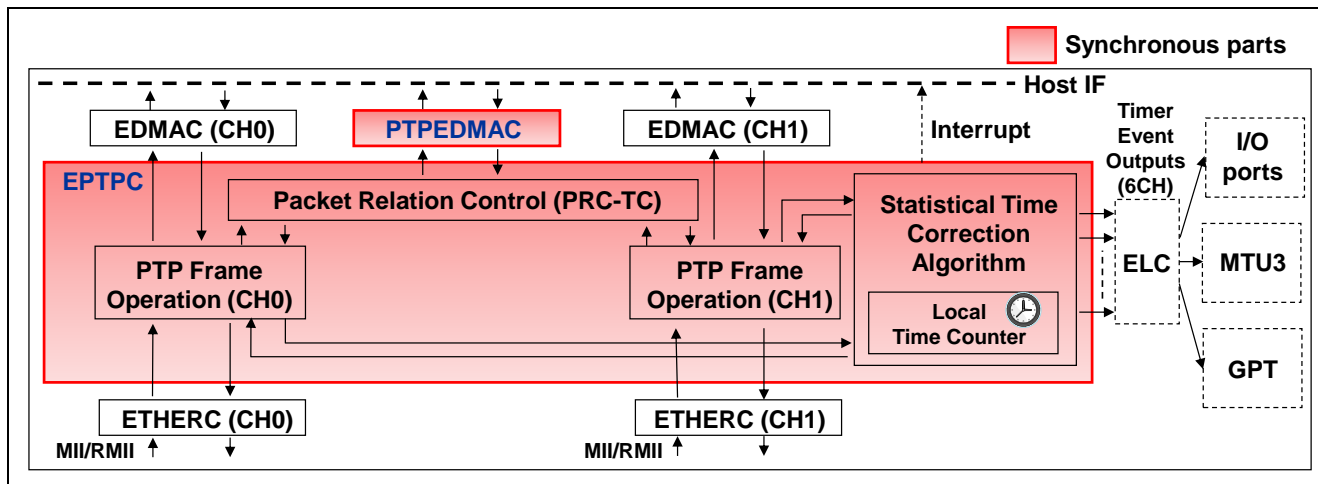 Synchronous parts
Host IF
EDMAC (CH0)
PTPEDMAC
EDMAC (CH1)
Interrupt
Timer
Event
Outputs
(6CH)
I/O
ports
EPTPC
Packet Relation Control (PRC-TC)
Statistical Time
Correction
Algorithm
PTP Frame
Operation (CH0)
PTP Frame
Operation (CH1)
ELC
MTU3
Local
Time Counter
GPT
ETHERC (CH0)
ETHERC (CH1)
MII/RMII
MII/RMII